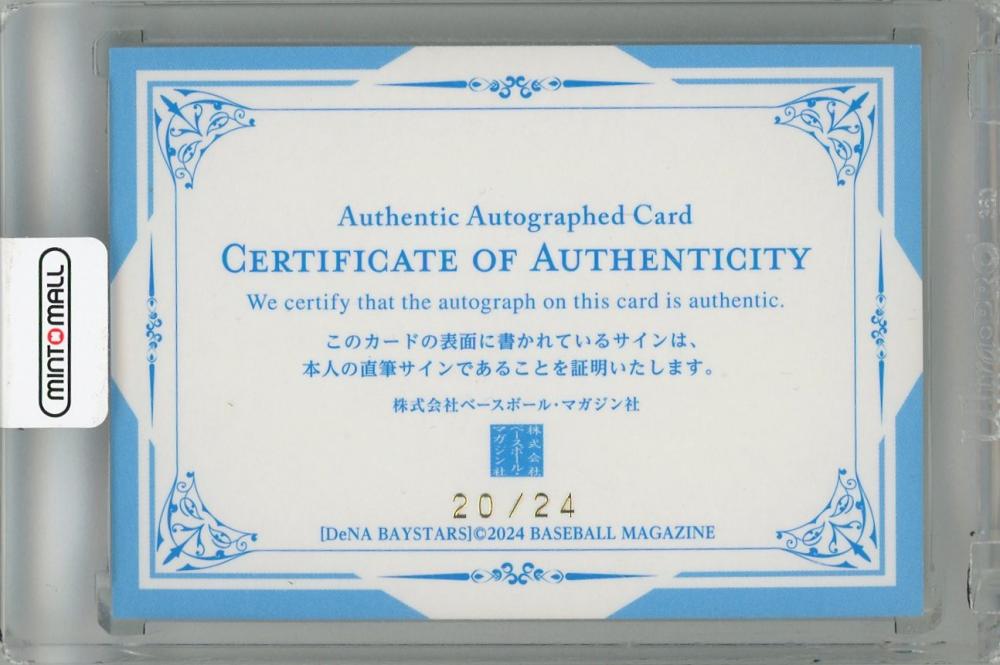 Authentic Autographed Card
CERTIFICATE OF AUTHENTICITY
We certify that the autograph on this card is authentic.
このカードの表面に書かれているサインは、
本人の直筆サインであることを証明いたします。
株式会社ベースボール・マガジン社
株式会社
ベースボール・
マガジン社
20/24
[DeNA BAYSTARS]©2024 BASEBALL MAGAZINE
MINTOMALL